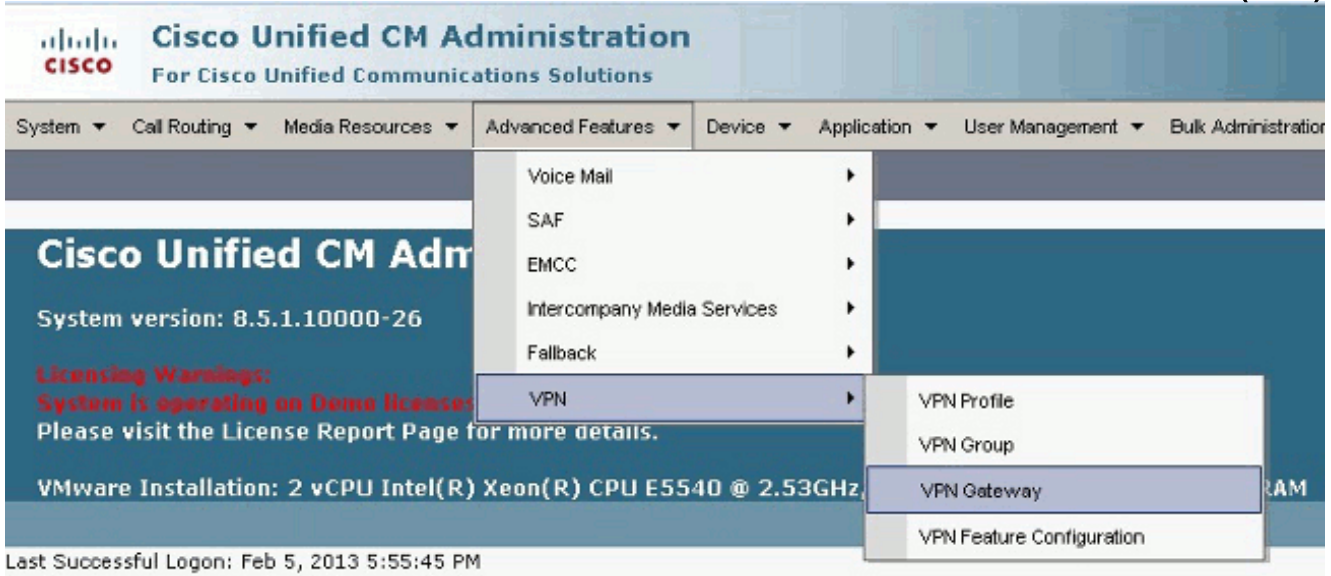 Cisco Unified CM Administration
CISCO
For Cisco Unified Communications Solutions
System Call Routing Media Resources Advanced Features Device Application User Management Bulk Administration
Voice Mail
SAF
Cisco Unified CM Adm
EMCC
System version: 8.5.1.10000-26
Intercompany Media Services
Fallback
Licensing Warnings:
System is operating on Demo licenses
VPN
VPN Profile
Please visit the License Report Page for more details.
VPN Group
VMware Installation: 2 vCPU Intel(R) Xeon(R) CPU E5540 @ 2.53GHz,
VPN Gateway
RAM
VPN Feature Configuration
Last Successful Logon: Feb 5, 2013 5:55:45 PM